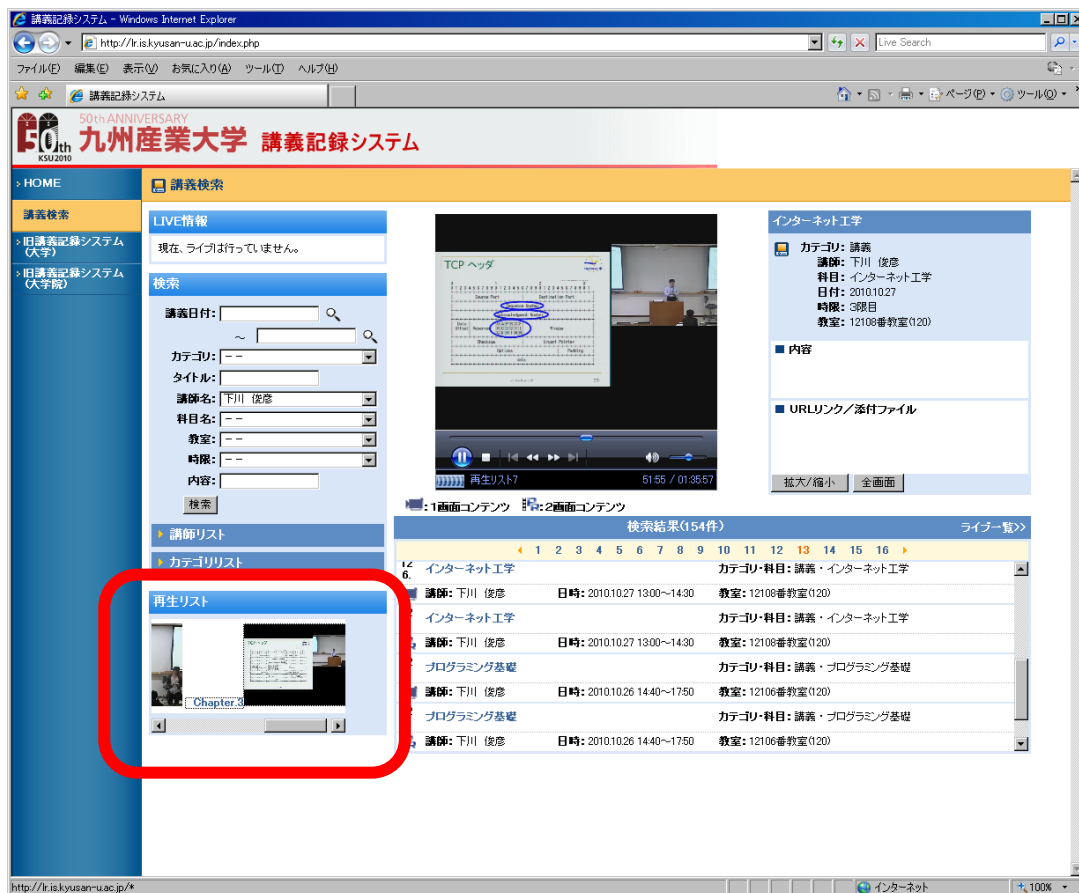 講義記録システム - Windows Internet Explorer
http://lr.is.kyusan-u.ac.jp/index.php
Live Search
ファイル(F) 編集(E) 表示(V) お気に入り(A) ツール(T) ヘルプ(H)
講義記録システム
ページ(P) ツール(O)
50th ANNIVERSARY
50th 九州産業大学 講義記録システム
KSU2010
HOME
講義検索
講義検索
旧講義記録システム(大学)
旧講義記録システム(大学院)
LIVE情報
現在、ライブは行っていません。
検索
講義日付:
～
カテゴリ: --
タイトル:
講師名: 下川 俊彦
科目名: --
教室: --
時限: --
内容:
検索
講師リスト
カテゴリリスト
再生リスト
Chapter.3
TCP ヘッダ
Source Port Destination Port
Sequence Number
Acknowledgment Number
Window
Checksum Urgent Pointer
Options Padding
data
再生リスト7 51:55 / 01:35:57
インターネット工学
カテゴリ: 講義
講師: 下川 俊彦
科目: インターネット工学
日付: 2010.10.27
時限: 3限目
教室: 12108番教室(120)
■ 内容
■ URLリンク／添付ファイル
拡大/縮小 全画面
:1画面コンテンツ :2画面コンテンツ
検索結果(154件) ライブ一覧>>
1 2 3 4 5 6 7 8 9 10 11 12 13 14 15 16
インターネット工学 カテゴリ・科目: 講義・インターネット工学
講師: 下川 俊彦 日時: 2010.10.27 13:00～14:30 教室: 12108番教室(120)
インターネット工学 カテゴリ・科目: 講義・インターネット工学
講師: 下川 俊彦 日時: 2010.10.27 13:00～14:30 教室: 12108番教室(120)
プログラミング基礎 カテゴリ・科目: 講義・プログラミング基礎
講師: 下川 俊彦 日時: 2010.10.26 14:40～17:50 教室: 12106番教室(120)
プログラミング基礎 カテゴリ・科目: 講義・プログラミング基礎
講師: 下川 俊彦 日時: 2010.10.26 14:40～17:50 教室: 12106番教室(120)
http://lr.is.kyusan-u.ac.jp/# インターネット 100%